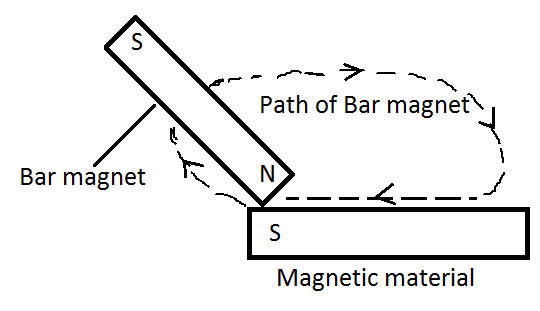 S
Path of Bar magnet
Bar magnet
N
S
Magnetic material